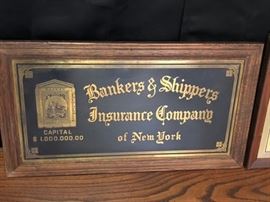 Bankers & Shippers
Insurance Company
of New York
CAPITAL
$ 1,000,000.00